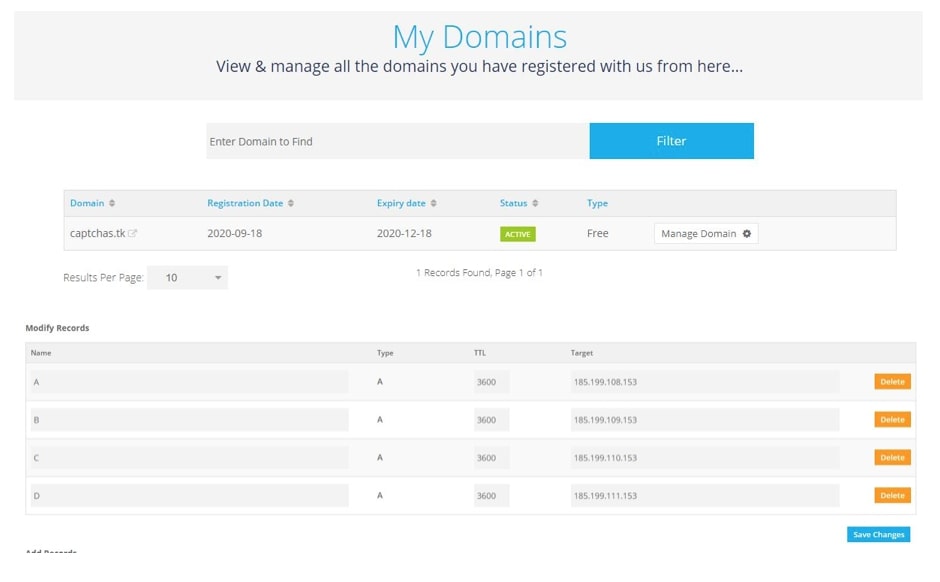 My Domains
View & manage all the domains you have registered with us from here...
Enter Domain to Find Filter
Domain Registration Date Expiry date Status Type
captchas.tk 2020-09-18 2020-12-18 ACTIVE Free Manage Domain
Results Per Page: 10 1 Records Found, Page 1 of 1
Modify Records
Name Type TTL Target
A A 3600 185.199.108.153 Delete
B A 3600 185.199.109.153 Delete
C A 3600 185.199.110.153 Delete
D A 3600 185.199.111.153 Delete
Save Changes
Add Records